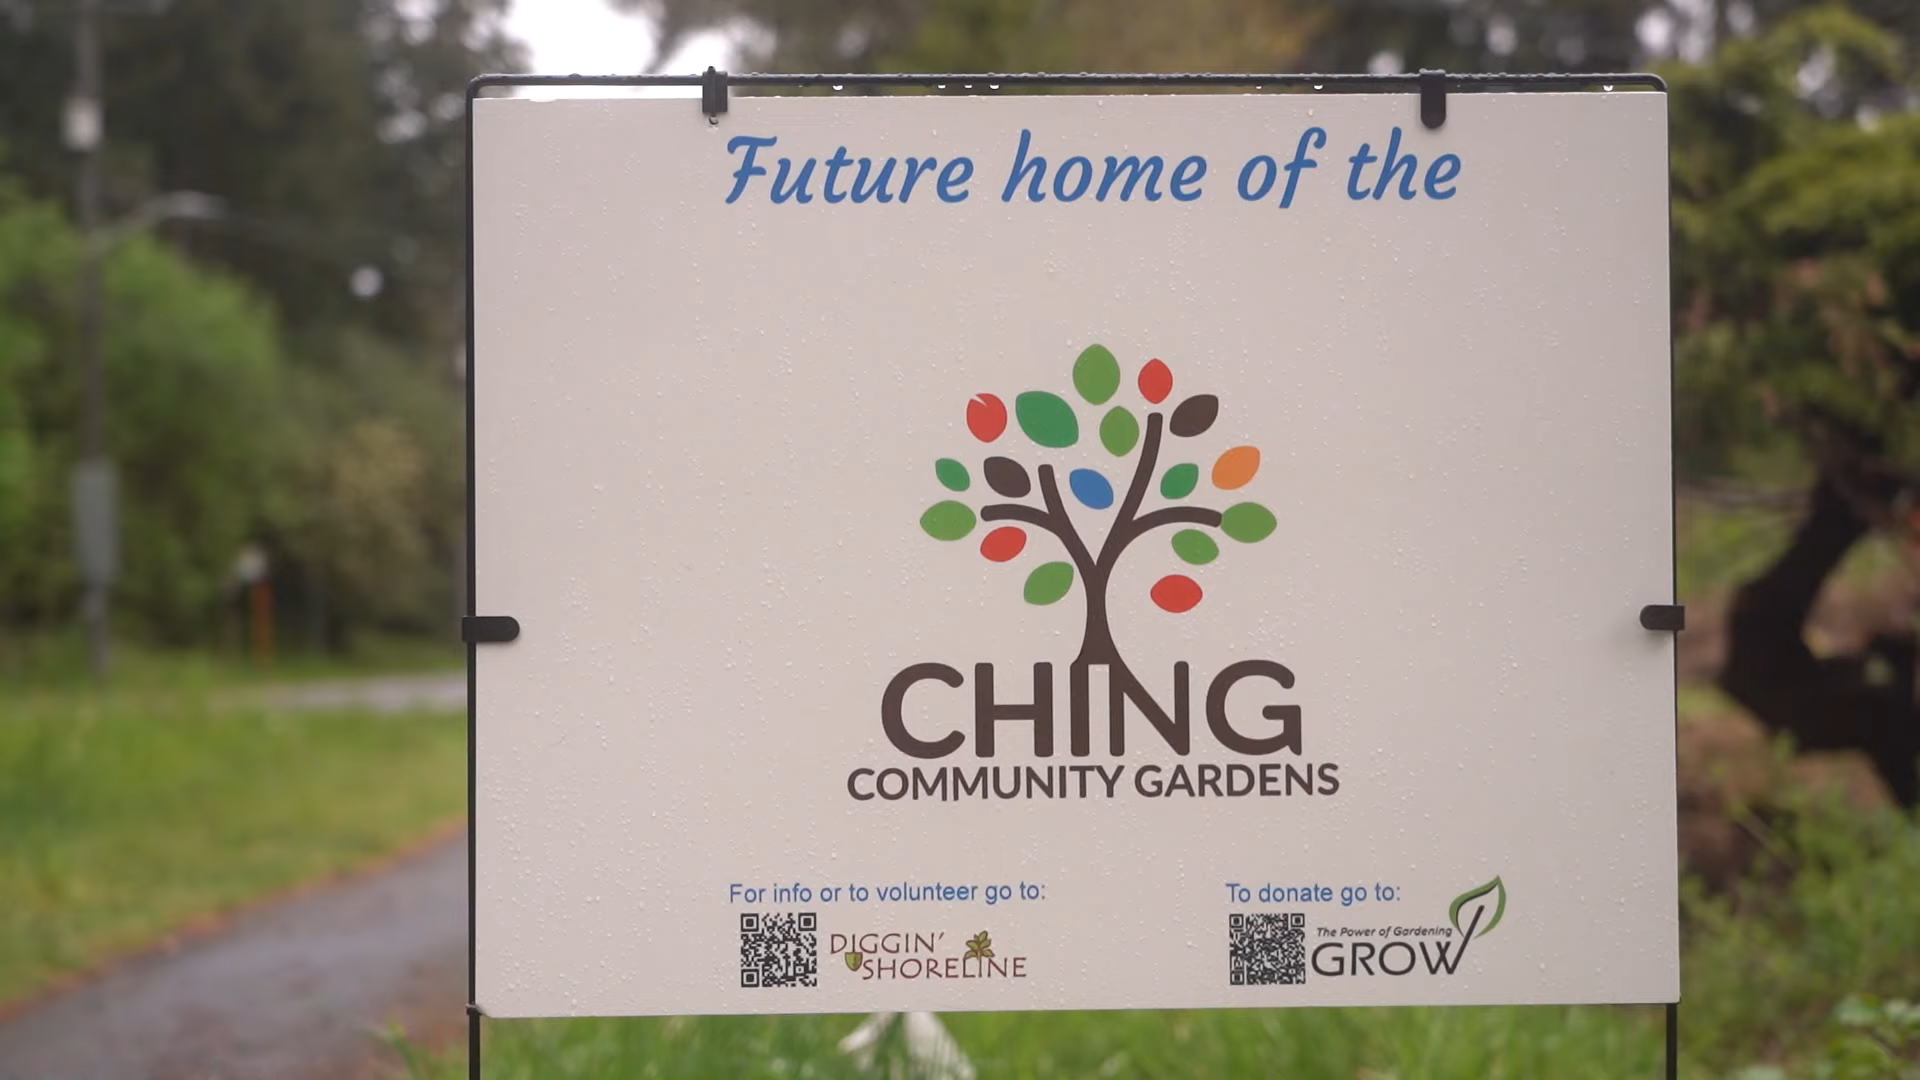 Future home of the
CHING
COMMUNITY GARDENS
For info or to volunteer go to:
DIGGIN'
SHORELINE
To donate go to:
The Power of Gardening
GROW